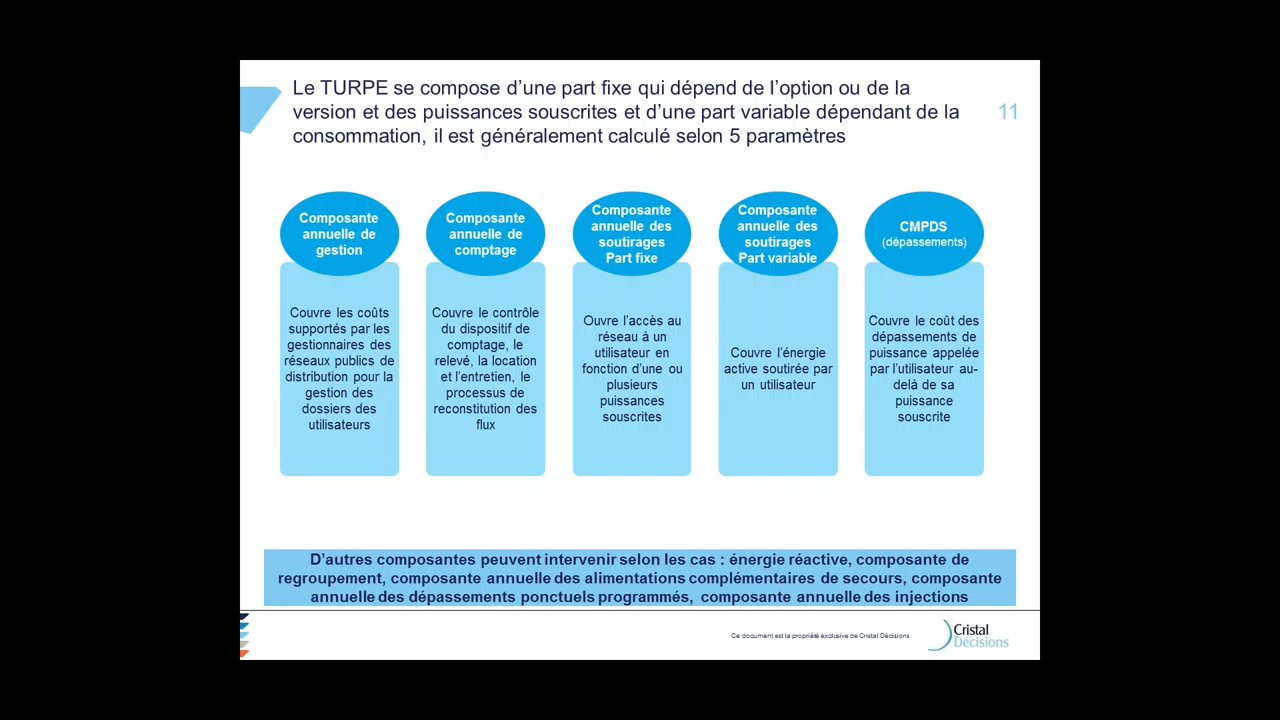 Le TURPE se compose d’une part fixe qui dépend de l’option ou de la
version et des puissances souscrites et d’une part variable dépendant de la
consommation, il est généralement calculé selon 5 paramètres
11
Composante
annuelle de
gestion
Couvre les coûts
supportés par les
gestionnaires des
réseaux publics de
distribution pour la
gestion des
dossiers des
utilisateurs
Composante
annuelle de
comptage
Couvre le contrôle
du dispositif de
comptage, le
relevé, la location
et l’entretien, le
processus de
reconstitution des
flux
Composante
annuelle des
soutirages
Part fixe
Ouvre l’accès au
réseau à un
utilisateur en
fonction d’une ou
plusieurs
puissances
souscrites
Composante
annuelle des
soutirages
Part variable
Couvre l’énergie
active soutirée par
un utilisateur
CMPDS
(dépassements)
Couvre le coût des
dépassements de
puissance appelée
par l’utilisateur au-
delà de sa
puissance
souscrite
D’autres composantes peuvent intervenir selon les cas : énergie réactive, composante de
regroupement, composante annuelle des alimentations complémentaires de secours, composante
annuelle des dépassements ponctuels programmés, composante annuelle des injections
Ce document est la propriété exclusive de Cristal Décisions
Cristal
Décisions